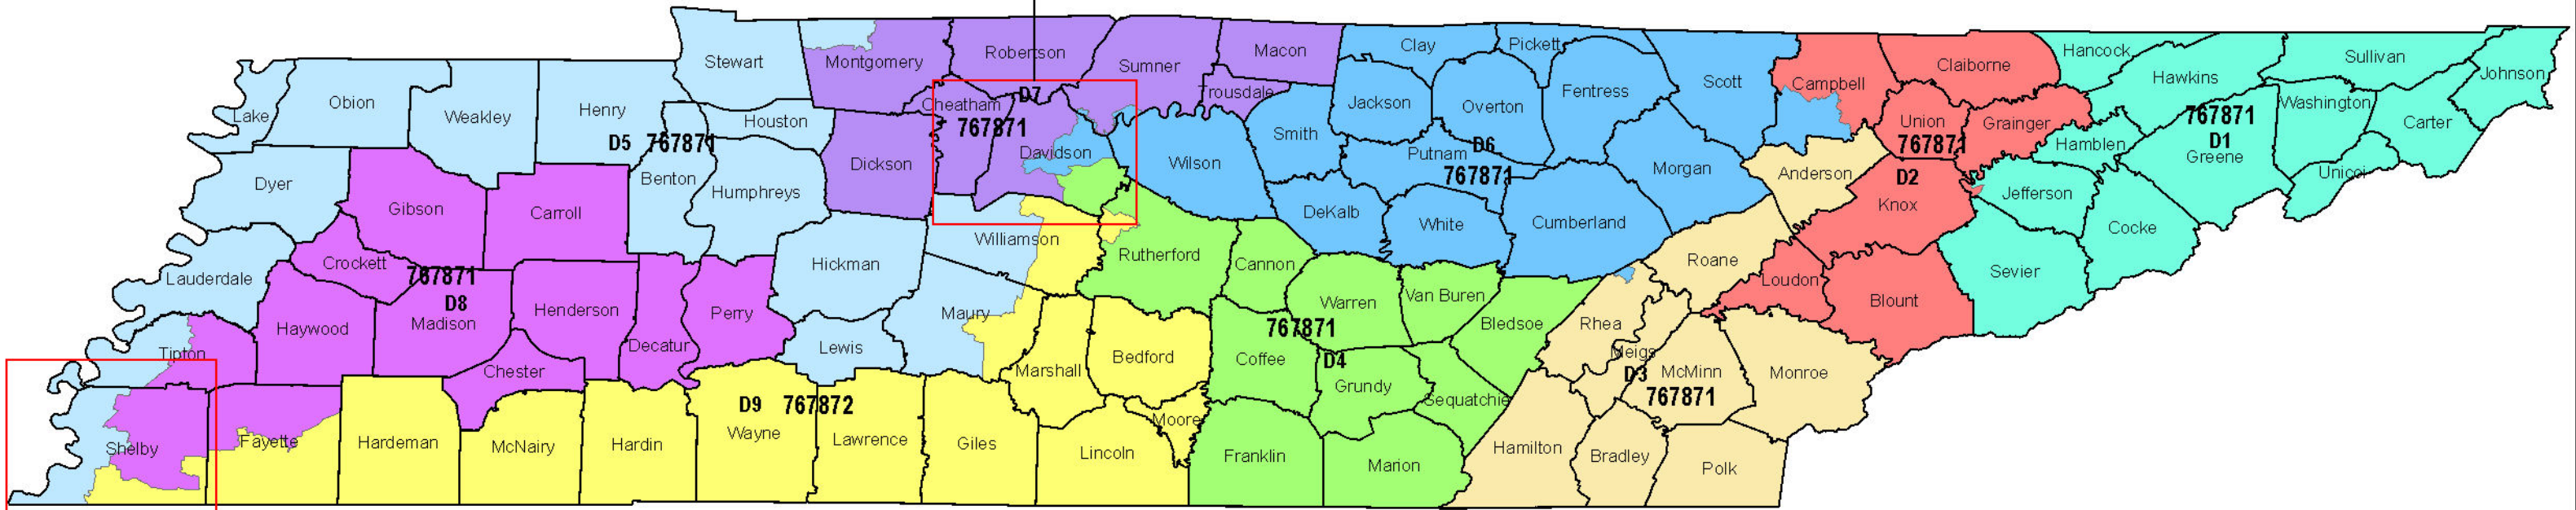 Stewart
Montgomery
Robertson
Sumner
Macon
Clay
Pickett
Scott
Campbell
Claiborne
Hancock
Hawkins
Sullivan
Johnson
Lake
Obion
Weakley
Henry
Houston
Cheatham
D7
767871
Trousdale
Jackson
Overton
Fentress
Union
Grainger
767871
Washington
Carter
D5 767871
Dickson
Davidson
Wilson
Smith
Putnam
D6
767871
Morgan
Anderson
767871
D2
Knox
Hamblen
D1
Greene
Unicoi
Dyer
Gibson
Carroll
Benton
Humphreys
DeKalb
White
Cumberland
Jefferson
Cocke
Lauderdale
Crockett
767871
D8
Madison
Haywood
Henderson
Decatur
Perry
Hickman
Williamson
Rutherford
Cannon
Warren
Van Buren
Bledsoe
Roane
Loudon
Blount
Sevier
Tipton
Chester
Lewis
Maury
Marshall
Bedford
767871
Coffee
D4
Grundy
Sequatchie
Rhea
Meigs
D3
McMinn
767871
Monroe
Shelby
Fayette
Hardeman
McNairy
Hardin
D9 767872
Wayne
Lawrence
Giles
Lincoln
Moore
Franklin
Marion
Hamilton
Bradley
Polk